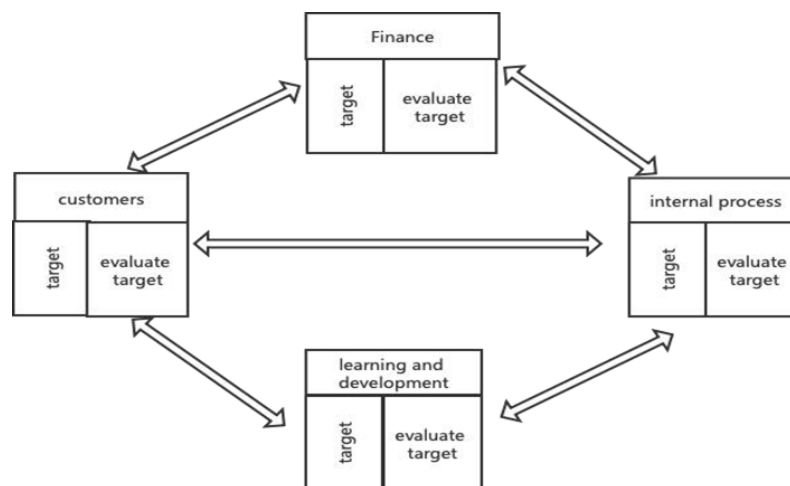 Finance
target
evaluate
target
customers
target
evaluate
target
internal process
target
evaluate
target
learning and
development
target
evaluate
target